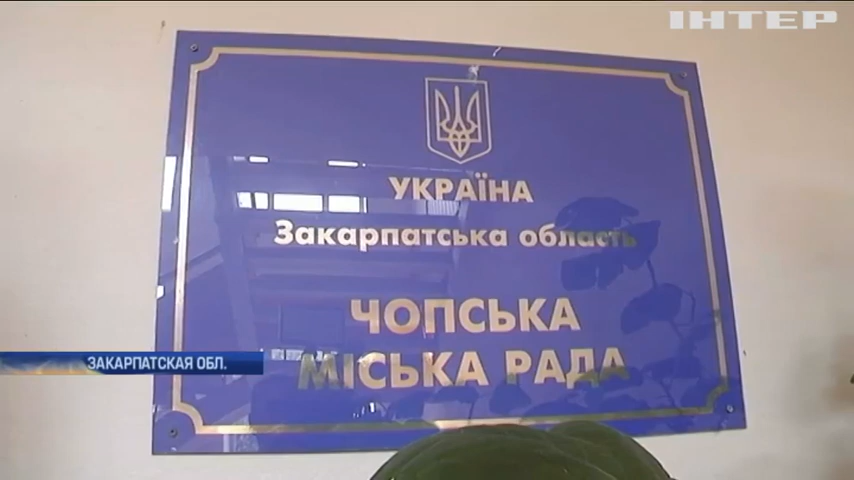 ІНТЕР
УКРАЇНА
Закарпатська область
ЧОПСЬКА
МІСЬКА РАДА
ЗАКАРПАТСКАЯ ОБЛ.